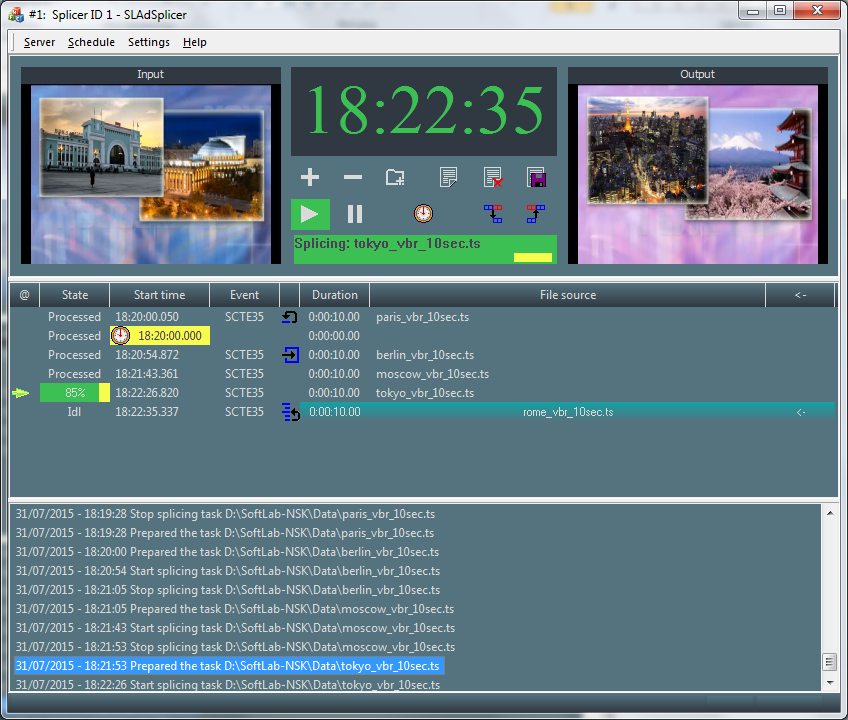 #1: Splicer ID 1 - SLAdSplicer
Server Schedule Settings Help
Input
18:22:35
Output
Splicing: tokyo_vbr_10sec.ts
@ State Start time Event Duration File source <-
Processed 18:20:00.050 SCTE35 0:00:10.00 paris_vbr_10sec.ts
Processed 18:20:00.000 0:00:00.00
Processed 18:20:54.872 SCTE35 0:00:10.00 berlin_vbr_10sec.ts
Processed 18:21:43.361 SCTE35 0:00:10.00 moscow_vbr_10sec.ts
85% 18:22:26.820 SCTE35 0:00:10.00 tokyo_vbr_10sec.ts
Idl 18:22:35.337 SCTE35 0:00:10.00 rome_vbr_10sec.ts <-
31/07/2015 - 18:19:28 Stop splicing task D:\SoftLab-NSK\Data\paris_vbr_10sec.ts
31/07/2015 - 18:19:28 Prepared the task D:\SoftLab-NSK\Data\paris_vbr_10sec.ts
31/07/2015 - 18:20:00 Prepared the task D:\SoftLab-NSK\Data\berlin_vbr_10sec.ts
31/07/2015 - 18:20:54 Start splicing task D:\SoftLab-NSK\Data\berlin_vbr_10sec.ts
31/07/2015 - 18:21:05 Stop splicing task D:\SoftLab-NSK\Data\berlin_vbr_10sec.ts
31/07/2015 - 18:21:05 Prepared the task D:\SoftLab-NSK\Data\moscow_vbr_10sec.ts
31/07/2015 - 18:21:43 Start splicing task D:\SoftLab-NSK\Data\moscow_vbr_10sec.ts
31/07/2015 - 18:21:53 Stop splicing task D:\SoftLab-NSK\Data\moscow_vbr_10sec.ts
31/07/2015 - 18:21:53 Prepared the task D:\SoftLab-NSK\Data\tokyo_vbr_10sec.ts
31/07/2015 - 18:22:26 Start splicing task D:\SoftLab-NSK\Data\tokyo_vbr_10sec.ts